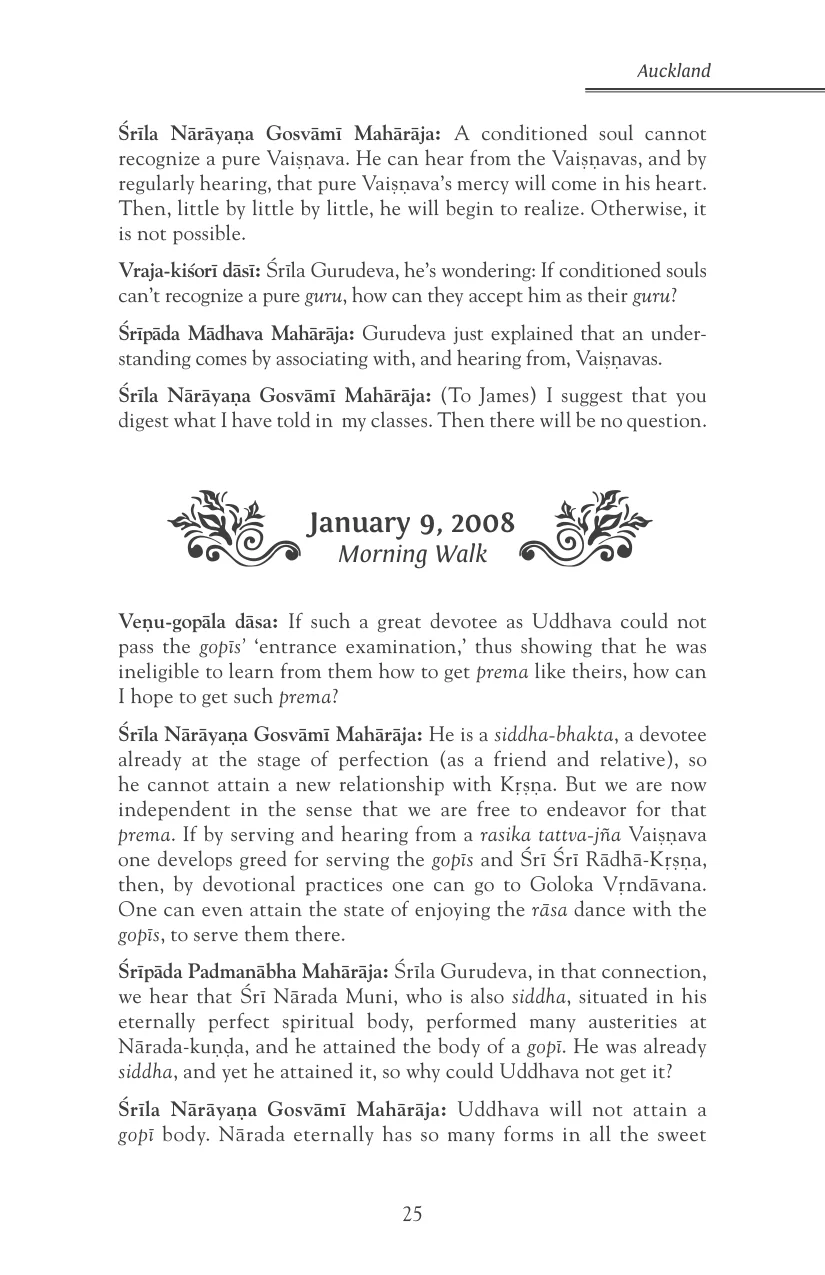 Auckland
Śrīla Nārāyaṇa Gosvāmī Mahārāja: A conditioned soul cannot
recognize a pure Vaiṣṇava. He can hear from the Vaiṣṇavas, and by
regularly hearing, that pure Vaiṣṇava’s mercy will come in his heart.
Then, little by little by little, he will begin to realize. Otherwise, it
is not possible.
Vraja-kiśorī dāsī: Śrīla Gurudeva, he’s wondering: If conditioned souls
can’t recognize a pure guru, how can they accept him as their guru?
Śrīpāda Mādhava Mahārāja: Gurudeva just explained that an under-
standing comes by associating with, and hearing from, Vaiṣṇavas.
Śrīla Nārāyaṇa Gosvāmī Mahārāja: (To James) I suggest that you
digest what I have told in my classes. Then there will be no question.
January 9, 2008
Morning Walk
Veṇu-gopāla dāsa: If such a great devotee as Uddhava could not
pass the gopīs’ ‘entrance examination,’ thus showing that he was
ineligible to learn from them how to get prema like theirs, how can
I hope to get such prema?
Śrīla Nārāyaṇa Gosvāmī Mahārāja: He is a siddha-bhakta, a devotee
already at the stage of perfection (as a friend and relative), so
he cannot attain a new relationship with Kṛṣṇa. But we are now
independent in the sense that we are free to endeavor for that
prema. If by serving and hearing from a rasika tattva-jña Vaiṣṇava
one develops greed for serving the gopīs and Śrī Śrī Rādhā-Kṛṣṇa,
then, by devotional practices one can go to Goloka Vṛndāvana.
One can even attain the state of enjoying the rāsa dance with the
gopīs, to serve them there.
Śrīpāda Padmanābha Mahārāja: Śrīla Gurudeva, in that connection,
we hear that Śrī Nārada Muni, who is also siddha, situated in his
eternally perfect spiritual body, performed many austerities at
Nārada-kuṇḍa, and he attained the body of a gopī. He was already
siddha, and yet he attained it, so why could Uddhava not get it?
Śrīla Nārāyaṇa Gosvāmī Mahārāja: Uddhava will not attain a
gopī body. Nārada eternally has so many forms in all the sweet
25